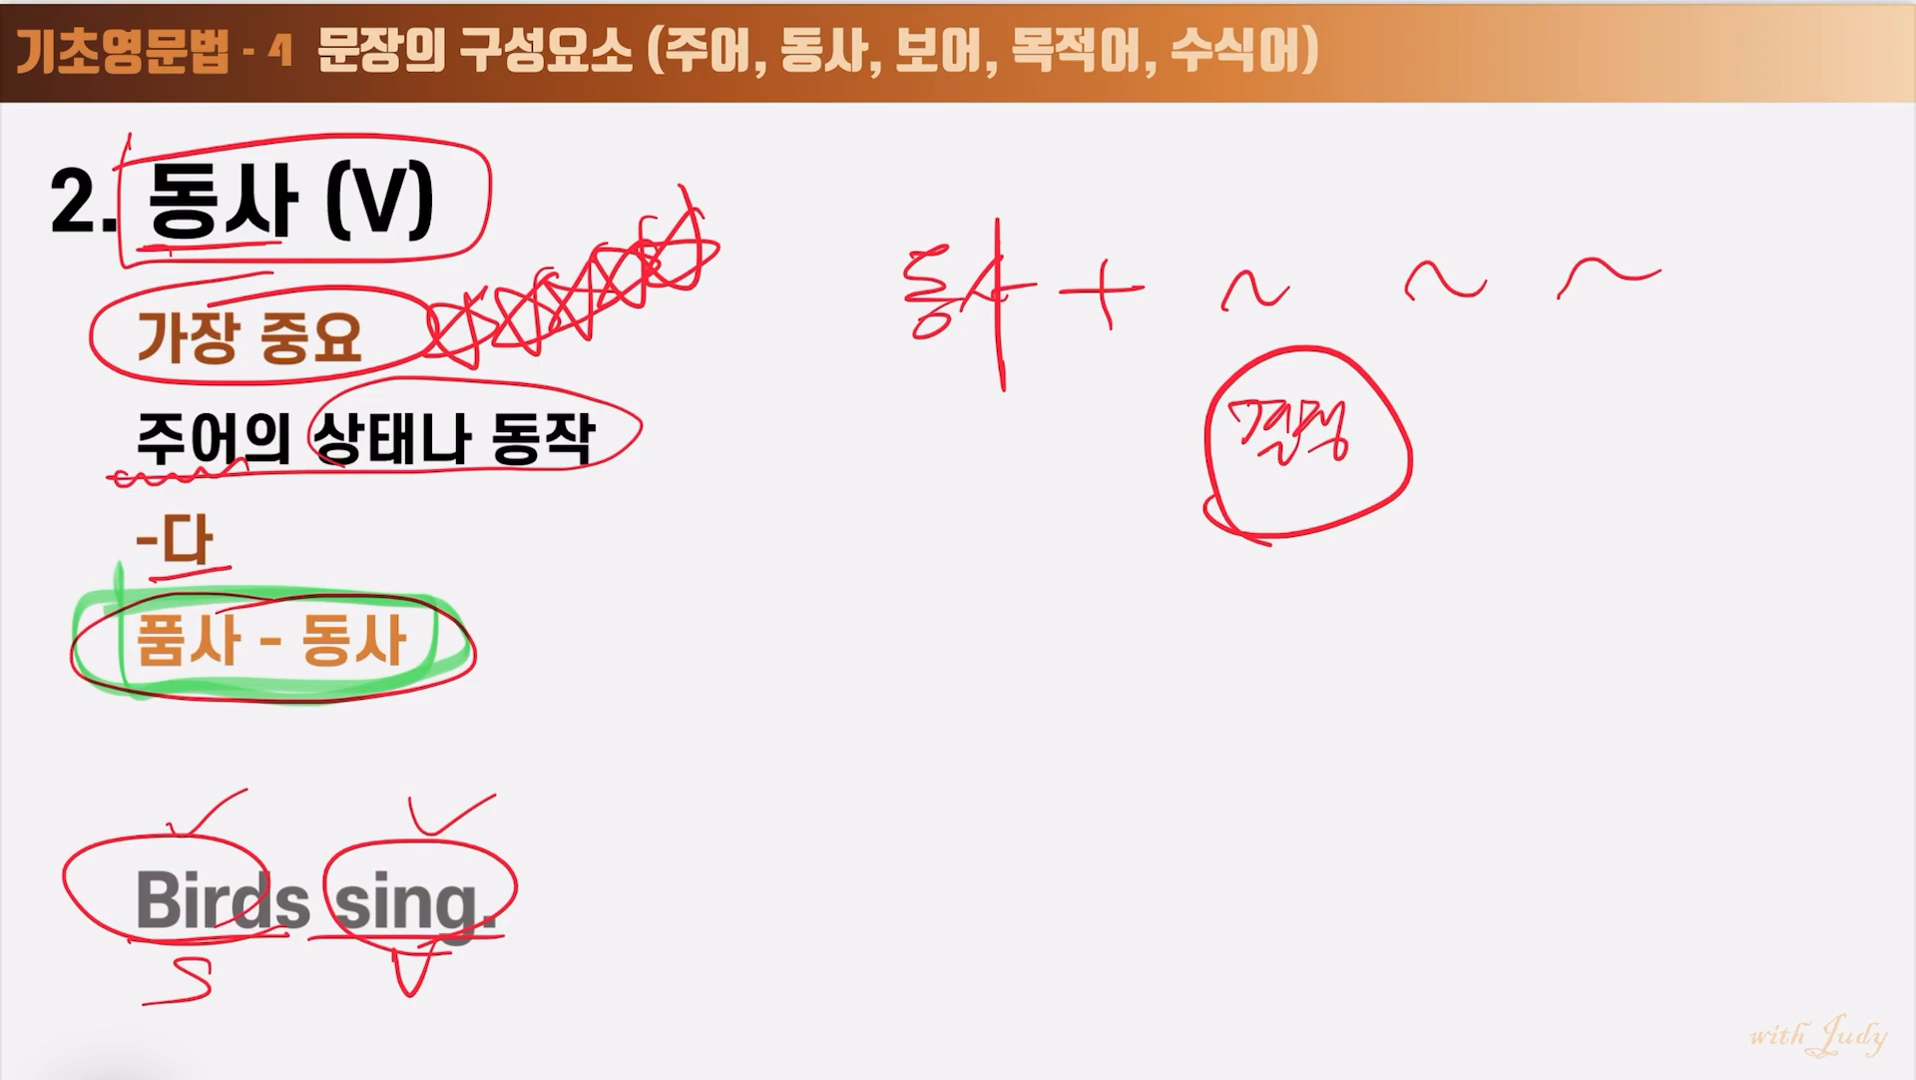 기초영문법 - 4 문장의 구성요소 (주어, 동사, 보어, 목적어, 수식어)
2. 동사 (V)
동사 + ~ ~ ~
가장 중요
결정
주어의 상태나 동작
-다
품사 - 동사
Birds sing.
S V
with Judy